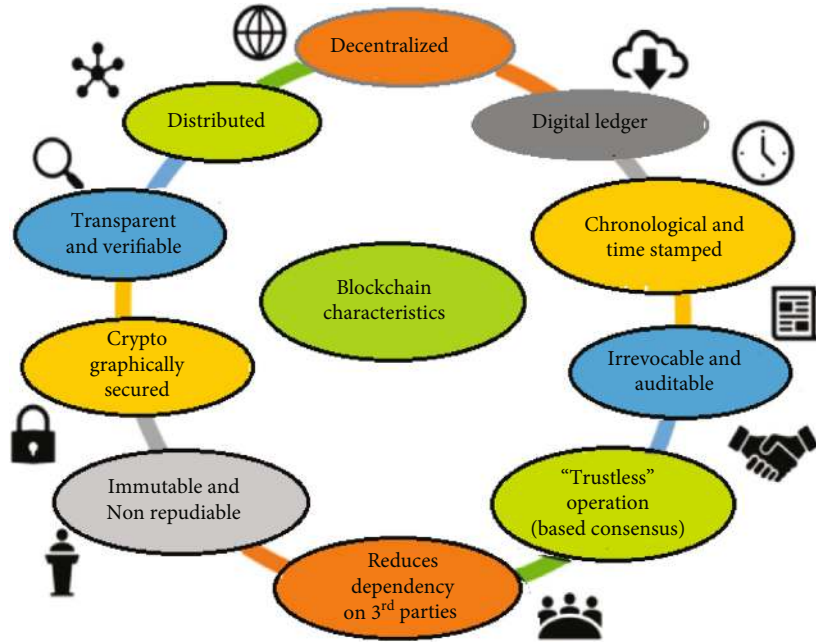 Decentralized
Digital ledger
Chronological and
time stamped
Irrevocable and
auditable
“Trustless”
operation
(based consensus)
Reduces
dependency
on 3rd parties
Immutable and
Non repudiable
Crypto
graphically
secured
Transparent
and verifiable
Distributed
Blockchain
characteristics